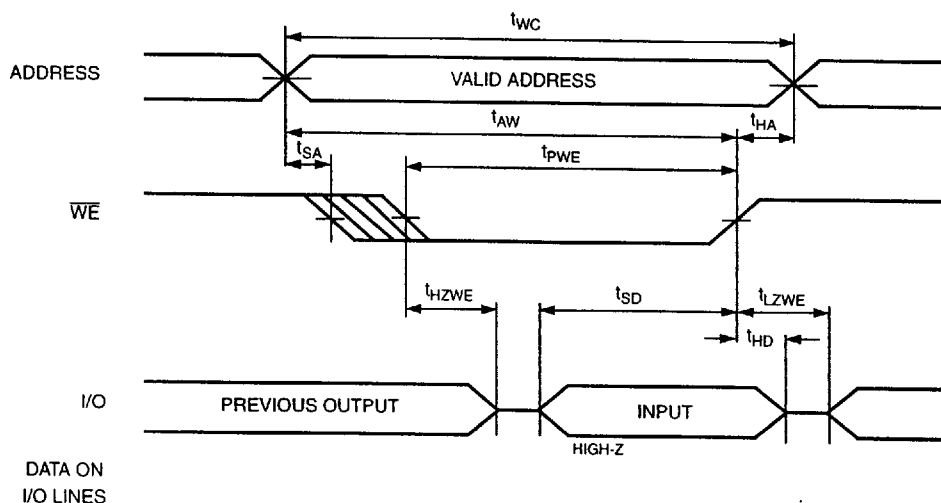 tWC
ADDRESS
VALID ADDRESS
tAW
tHA
tSA
tPWE
WE
tHZWE
tSD
tLZWE
tHD
I/O
PREVIOUS OUTPUT
INPUT
HIGH-Z
DATA ON
I/O LINES